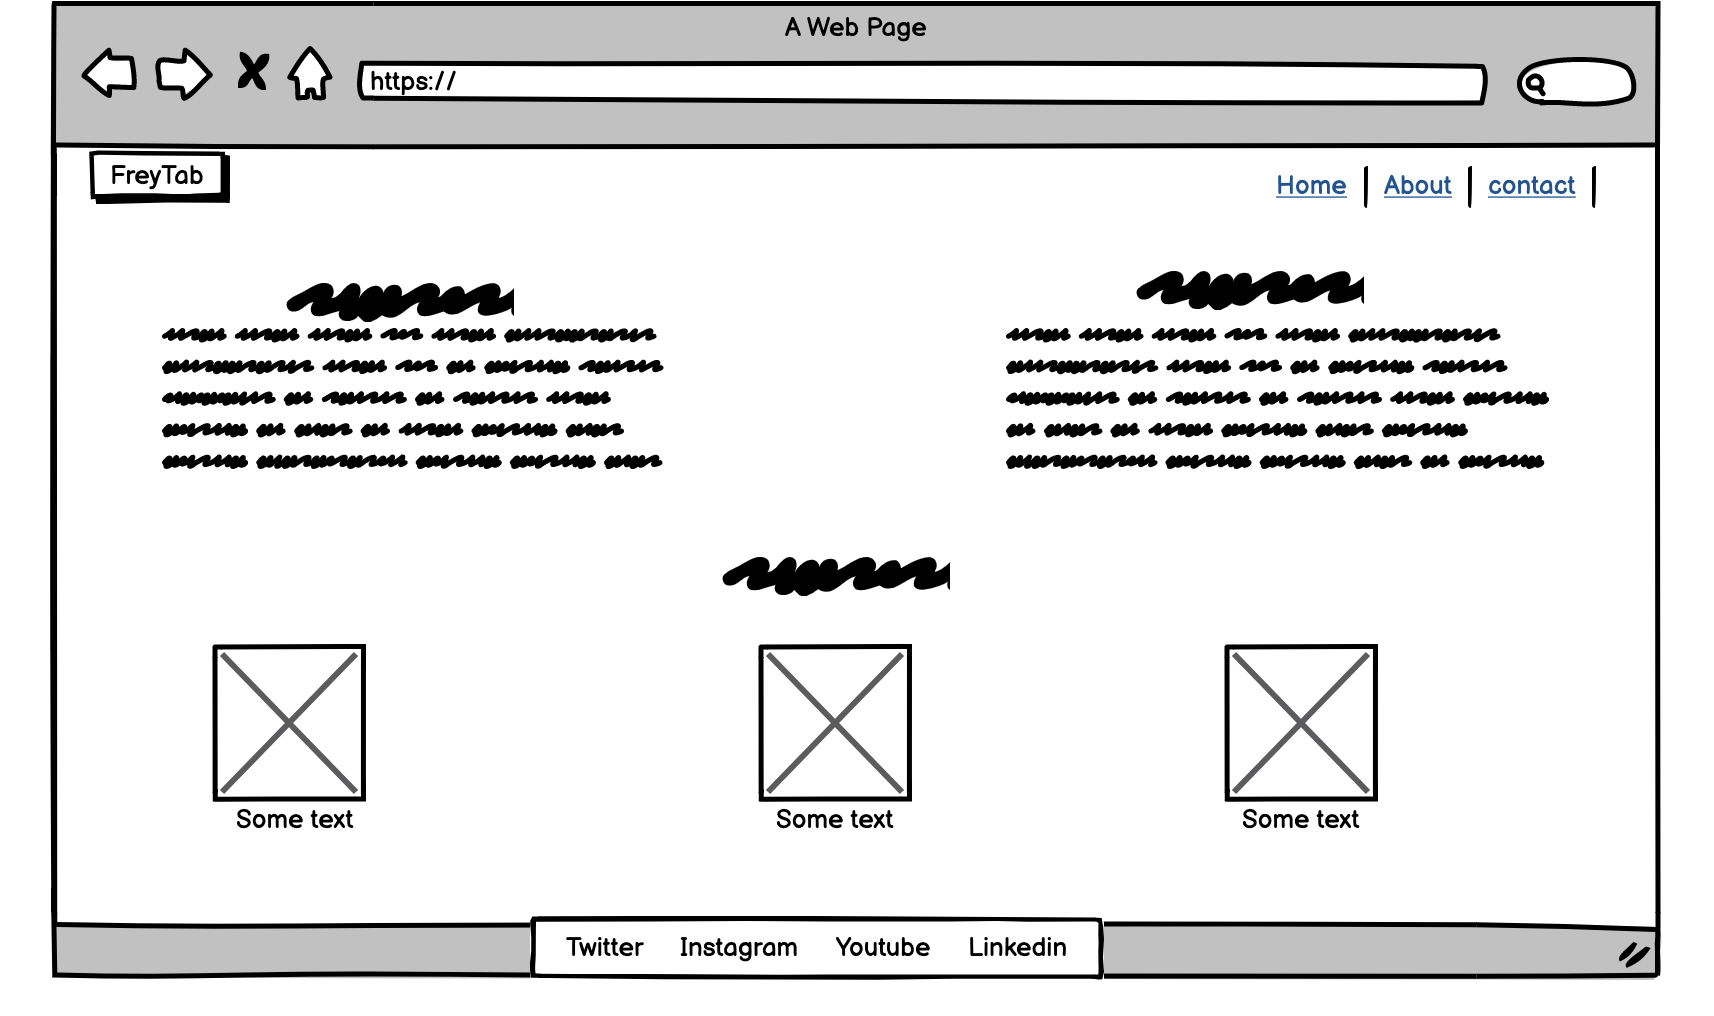 A Web Page
https://
FreyTab
Home About contact
Some text Some text Some text
Twitter Instagram Youtube Linkedin